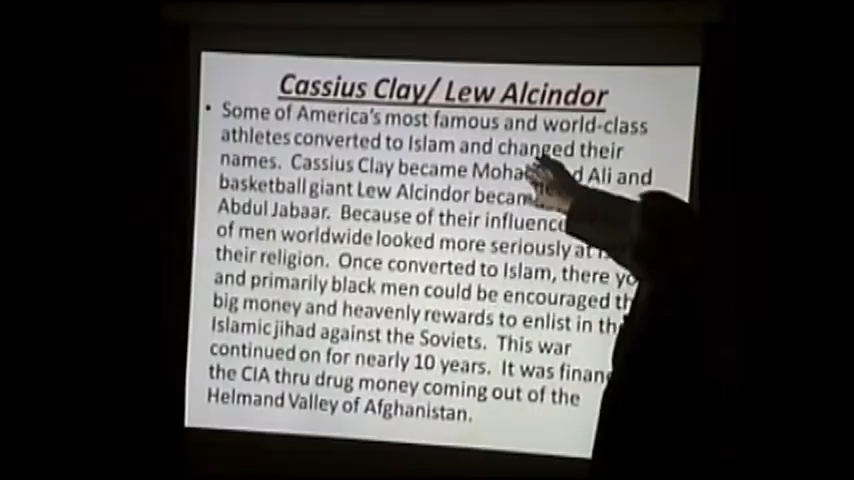 Cassius Clay/ Lew Alcindor
• Some of America's most famous and world-class
athletes converted to Islam and changed their
names. Cassius Clay became Moha d Ali and
basketball giant Lew Alcindor becam
Abdul Jabaar. Because of their influence
of men worldwide looked more seriously at
their religion. Once converted to Islam, there yo
and primarily black men could be encouraged th
big money and heavenly rewards to enlist in th
Islamic jihad against the Soviets. This war
continued on for nearly 10 years. It was finan
the CIA thru drug money coming out of the
Helmand Valley of Afghanistan.